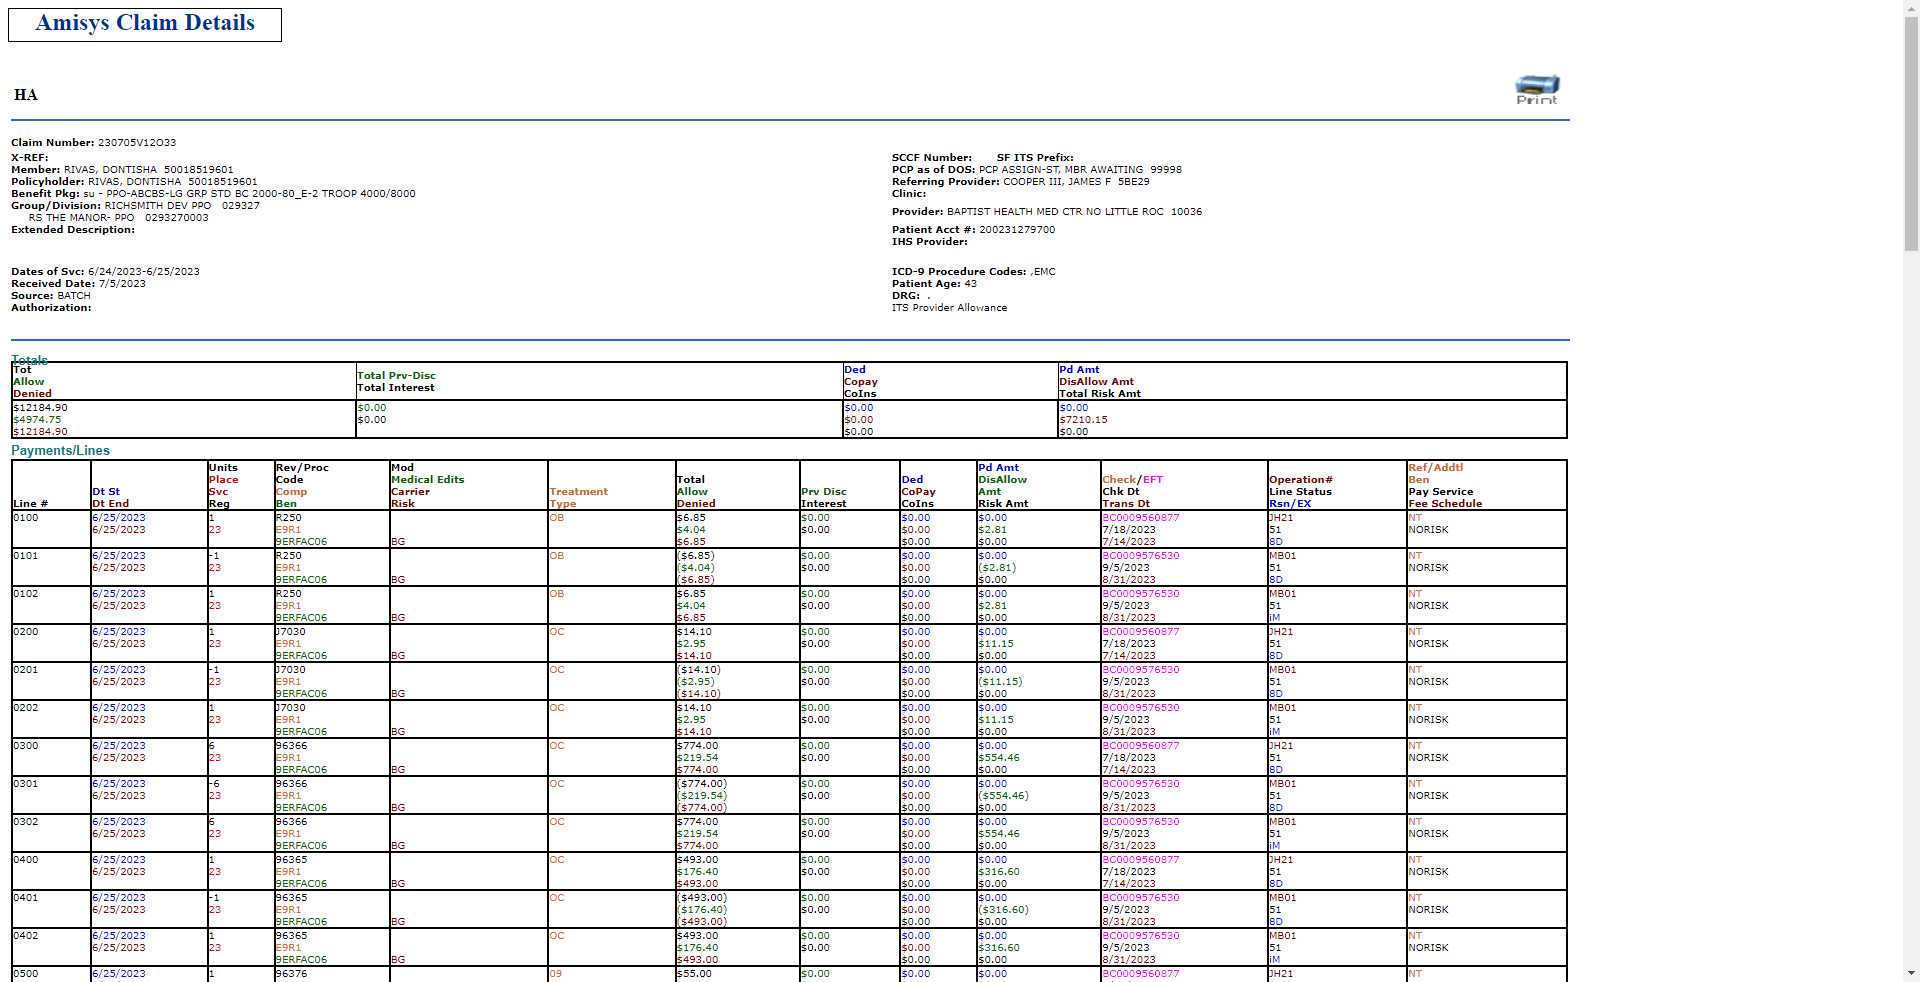 Amisys Claim Details
HA
Print
Claim Number: 230705V12O33
X-REF:
Member: RIVAS, DONTISHA 50018519601
Policyholder: RIVAS, DONTISHA 50018519601
Benefit Pkg: su - PPO-ABCBS-LG GRP STD BC 2000-80_E-2 TROOP 4000/8000
Group/Division: RICHSMITH DEV PPO 029327
RS THE MANOR- PPO 0293270003
Extended Description:
SCCF Number: SF ITS Prefix:
PCP as of DOS: PCP ASSIGN-ST, MBR AWAITING 99998
Referring Provider: COOPER III, JAMES F 5BE29
Clinic:
Provider: BAPTIST HEALTH MED CTR NO LITTLE ROC 10036
Patient Acct #: 200231279700
IHS Provider:
Dates of Svc: 6/24/2023-6/25/2023
Received Date: 7/5/2023
Source: BATCH
Authorization:
ICD-9 Procedure Codes: ,EMC
Patient Age: 43
DRG: .
ITS Provider Allowance
Totals
Tot Ded Pd Amt
Allow Total Prv-Disc Copay DisAllow Amt
Denied Total Interest CoIns Total Risk Amt
$12184.90 $0.00 $0.00 $0.00
$4974.75 $0.00 $0.00 $7210.15
$12184.90 $0.00 $0.00
Payments/Lines
Units Rev/Proc Mod Pd Amt Ref/Addtl
Place Code Medical Edits Total Ded DisAllow Check/EFT Operation# Ben
Dt St Svc Comp Carrier Treatment Allow Prv Disc CoPay Amt Chk Dt Line Status Pay Service
Line # Dt End Reg Ben Risk Type Denied Interest CoIns Risk Amt Trans Dt Rsn/EX Fee Schedule
0100 6/25/2023 1 R250 OB $6.85 $0.00 $0.00 $0.00 BC0009560877 JH21 NT
6/25/2023 23 E9R1 $4.04 $0.00 $0.00 $2.81 7/18/2023 51 NORISK
9ERFAC06 BG $6.85 $0.00 $0.00 7/14/2023 8D
0101 6/25/2023 -1 R250 OB ($6.85) $0.00 $0.00 $0.00 BC0009576530 MB01 NT
6/25/2023 23 E9R1 ($4.04) $0.00 $0.00 ($2.81) 9/5/2023 51 NORISK
9ERFAC06 BG ($6.85) $0.00 $0.00 8/31/2023 8D
0102 6/25/2023 1 R250 OB $6.85 $0.00 $0.00 $0.00 BC0009576530 MB01 NT
6/25/2023 23 E9R1 $4.04 $0.00 $0.00 $2.81 9/5/2023 51 NORISK
9ERFAC06 BG $6.85 $0.00 $0.00 8/31/2023 iM
0200 6/25/2023 1 J7030 OC $14.10 $0.00 $0.00 $0.00 BC0009560877 JH21 NT
6/25/2023 23 E9R1 $2.95 $0.00 $0.00 $11.15 7/18/2023 51 NORISK
9ERFAC06 BG $14.10 $0.00 $0.00 7/14/2023 8D
0201 6/25/2023 -1 J7030 OC ($14.10) $0.00 $0.00 $0.00 BC0009576530 MB01 NT
6/25/2023 23 E9R1 ($2.95) $0.00 $0.00 ($11.15) 9/5/2023 51 NORISK
9ERFAC06 BG ($14.10) $0.00 $0.00 8/31/2023 8D
0202 6/25/2023 1 J7030 OC $14.10 $0.00 $0.00 $0.00 BC0009576530 MB01 NT
6/25/2023 23 E9R1 $2.95 $0.00 $0.00 $11.15 9/5/2023 51 NORISK
9ERFAC06 BG $14.10 $0.00 $0.00 8/31/2023 iM
0300 6/25/2023 6 96366 OC $774.00 $0.00 $0.00 $0.00 BC0009560877 JH21 NT
6/25/2023 23 E9R1 $219.54 $0.00 $0.00 $554.46 7/18/2023 51 NORISK
9ERFAC06 BG $774.00 $0.00 $0.00 7/14/2023 8D
0301 6/25/2023 -6 96366 OC ($774.00) $0.00 $0.00 $0.00 BC0009576530 MB01 NT
6/25/2023 23 E9R1 ($219.54) $0.00 $0.00 ($554.46) 9/5/2023 51 NORISK
9ERFAC06 BG ($774.00) $0.00 $0.00 8/31/2023 8D
0302 6/25/2023 6 96366 OC $774.00 $0.00 $0.00 $0.00 BC0009576530 MB01 NT
6/25/2023 23 E9R1 $219.54 $0.00 $0.00 $554.46 9/5/2023 51 NORISK
9ERFAC06 BG $774.00 $0.00 $0.00 8/31/2023 iM
0400 6/25/2023 1 96365 OC $493.00 $0.00 $0.00 $0.00 BC0009560877 JH21 NT
6/25/2023 23 E9R1 $176.40 $0.00 $0.00 $316.60 7/18/2023 51 NORISK
9ERFAC06 BG $493.00 $0.00 $0.00 7/14/2023 8D
0401 6/25/2023 -1 96365 OC ($493.00) $0.00 $0.00 $0.00 BC0009576530 MB01 NT
6/25/2023 23 E9R1 ($176.40) $0.00 $0.00 ($316.60) 9/5/2023 51 NORISK
9ERFAC06 BG ($493.00) $0.00 $0.00 8/31/2023 8D
0402 6/25/2023 1 96365 OC $493.00 $0.00 $0.00 $0.00 BC0009576530 MB01 NT
6/25/2023 23 E9R1 $176.40 $0.00 $0.00 $316.60 9/5/2023 51 NORISK
9ERFAC06 BG $493.00 $0.00 $0.00 8/31/2023 iM
0500 6/25/2023 1 96376 09 $55.00 $0.00 $0.00 $0.00 BC0009560877 JH21 NT